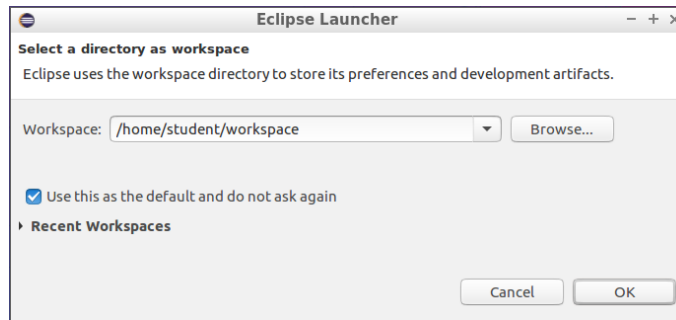 Eclipse Launcher
Select a directory as workspace
Eclipse uses the workspace directory to store its preferences and development artifacts.
Workspace: /home/student/workspace Browse...
Use this as the default and do not ask again
Recent Workspaces
Cancel OK